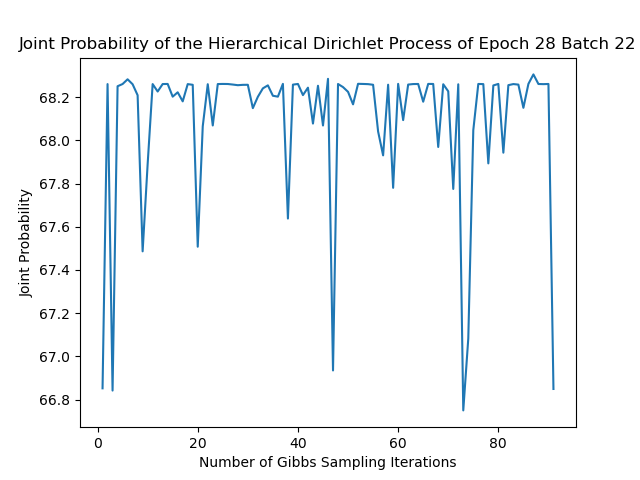 Joint Probability of the Hierarchical Dirichlet Process of Epoch 28 Batch 22
Joint Probability
68.2
68.0
67.8
67.6
67.4
67.2
67.0
66.8
0 20 40 60 80
Number of Gibbs Sampling Iterations